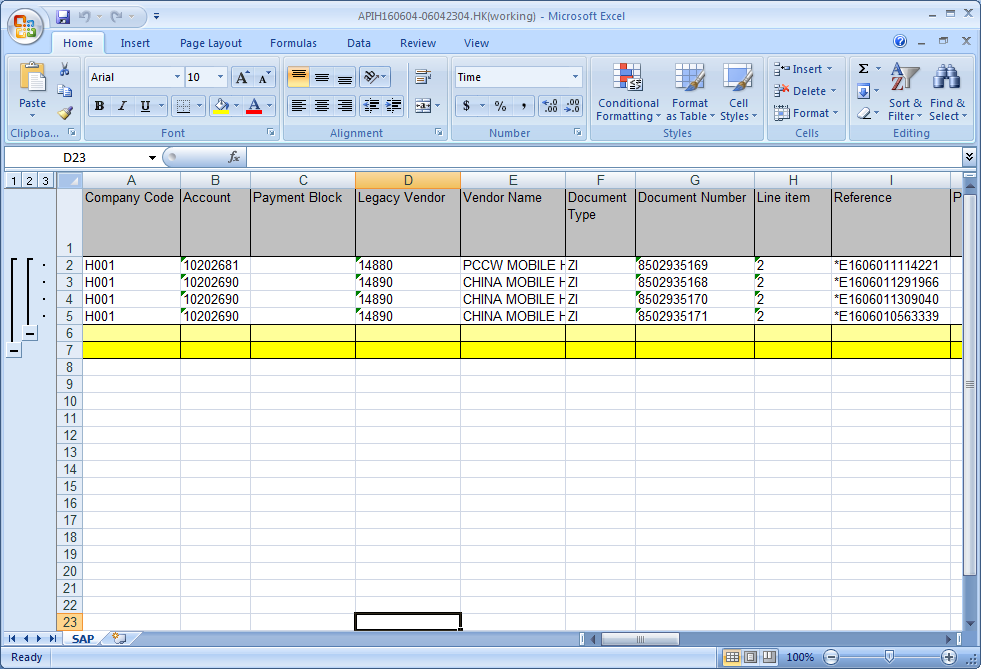 APIH160604-06042304.HK(working) - Microsoft Excel
Home Insert Page Layout Formulas Data Review View
Paste
Clipboa...
Arial 10
B I U A
Font
Alignment
Time
$ % ,
Number
Conditional Formatting
Format as Table
Cell Styles
Styles
Insert
Delete
Format
Cells
Σ
Sort & Filter
Find & Select
Editing
D23 fx
1 2 3
A B C D E F G H I
1 Company Code Account Payment Block Legacy Vendor Vendor Name Document Type Document Number Line item Reference P
2 H001 10202681 14880 PCCW MOBILE H ZI 8502935169 2 *E1606011114221
3 H001 10202690 14890 CHINA MOBILE H ZI 8502935168 2 *E1606011291966
4 H001 10202690 14890 CHINA MOBILE H ZI 8502935170 2 *E1606011309040
5 H001 10202690 14890 CHINA MOBILE H ZI 8502935171 2 *E1606010563339
6
7
8
9
10
11
12
13
14
15
16
17
18
19
20
21
22
23
SAP
Ready 100%